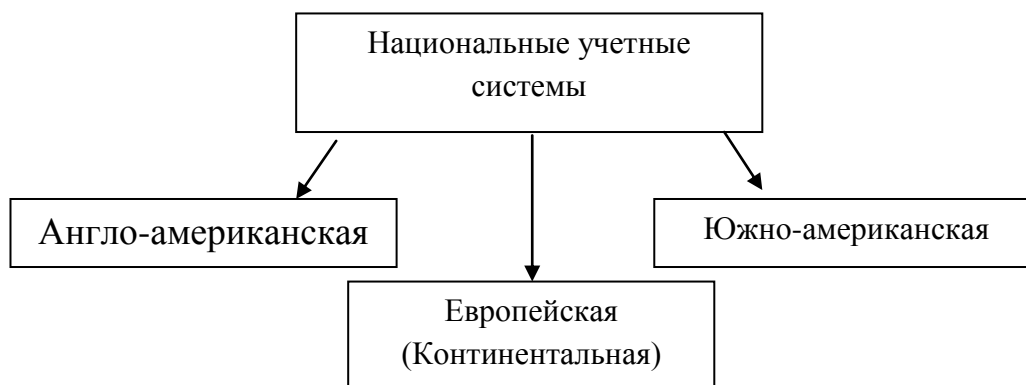 Национальные учетные
системы
Англо-американская
Южно-американская
Европейская
(Континентальная)